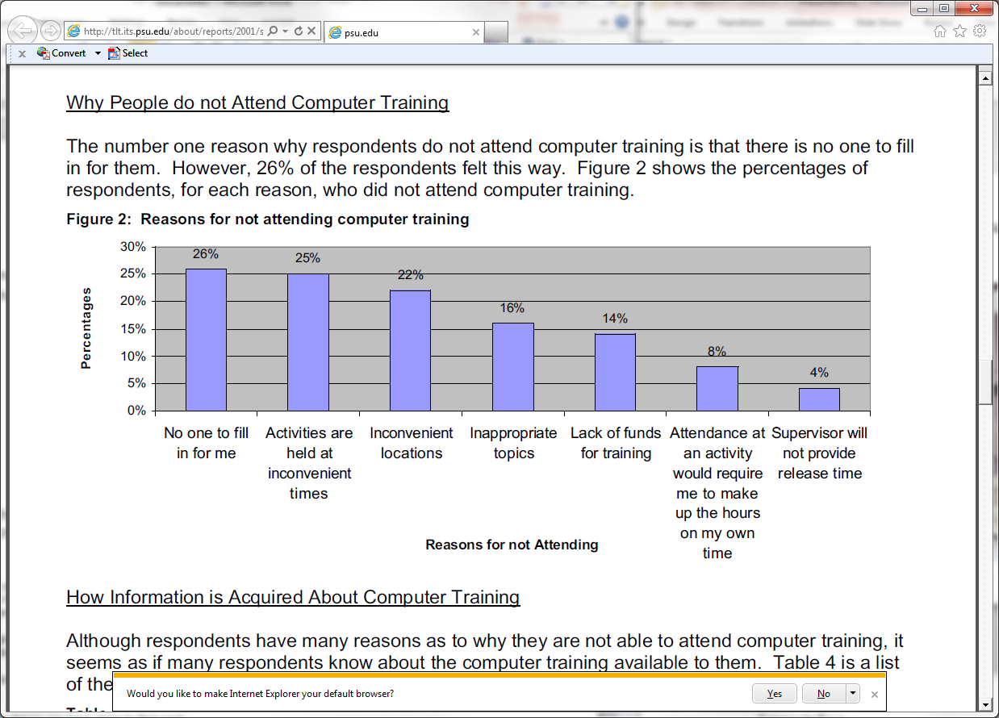 http://tlt.its.psu.edu/about/reports/2001/s
psu.edu
Convert
Select
Why People do not Attend Computer Training
The number one reason why respondents do not attend computer training is that there is no one to fill
in for them.  However, 26% of the respondents felt this way.  Figure 2 shows the percentages of
respondents, for each reason, who did not attend computer training.
Figure 2:  Reasons for not attending computer training
Percentages
30%
25%
20%
15%
10%
5%
0%
26%
25%
22%
16%
14%
8%
4%
No one to fill
in for me
Activities are
held at
inconvenient
times
Inconvenient
locations
Inappropriate
topics
Lack of funds
for training
Attendance at
an activity
would require
me to make
up the hours
on my own
time
Supervisor will
not provide
release time
Reasons for not Attending
How Information is Acquired About Computer Training
Although respondents have many reasons as to why they are not able to attend computer training, it
seems as if many respondents know about the computer training available to them.  Table 4 is a list
of the
Would you like to make Internet Explorer your default browser?
Yes
No